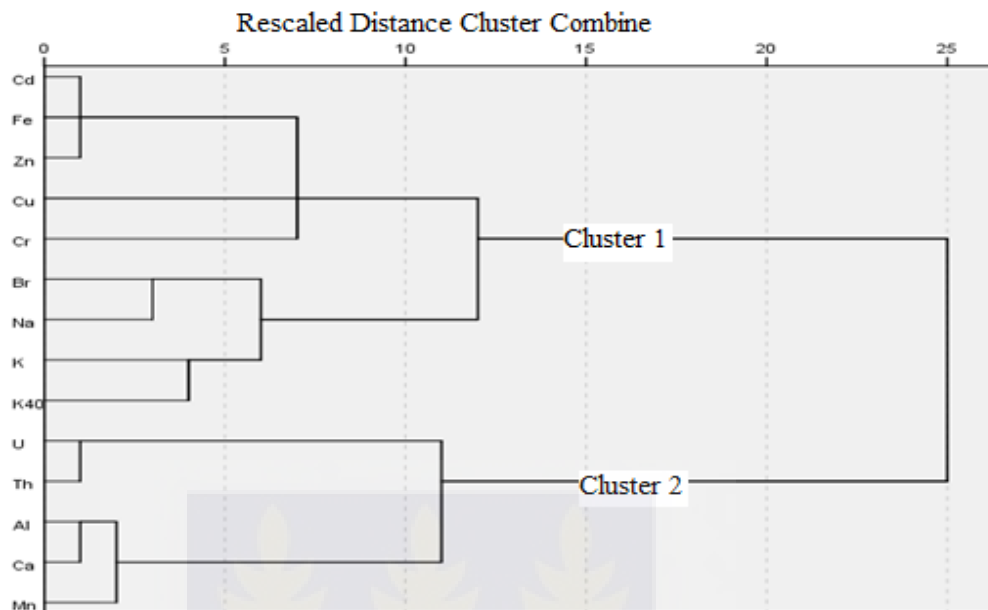 Rescaled Distance Cluster Combine
0 5 10 15 20 25
Cd
Fe
Zn
Cu
Cr
Cluster 1
Br
Na
K
K40
U
Th
Cluster 2
Al
Ca
Mn